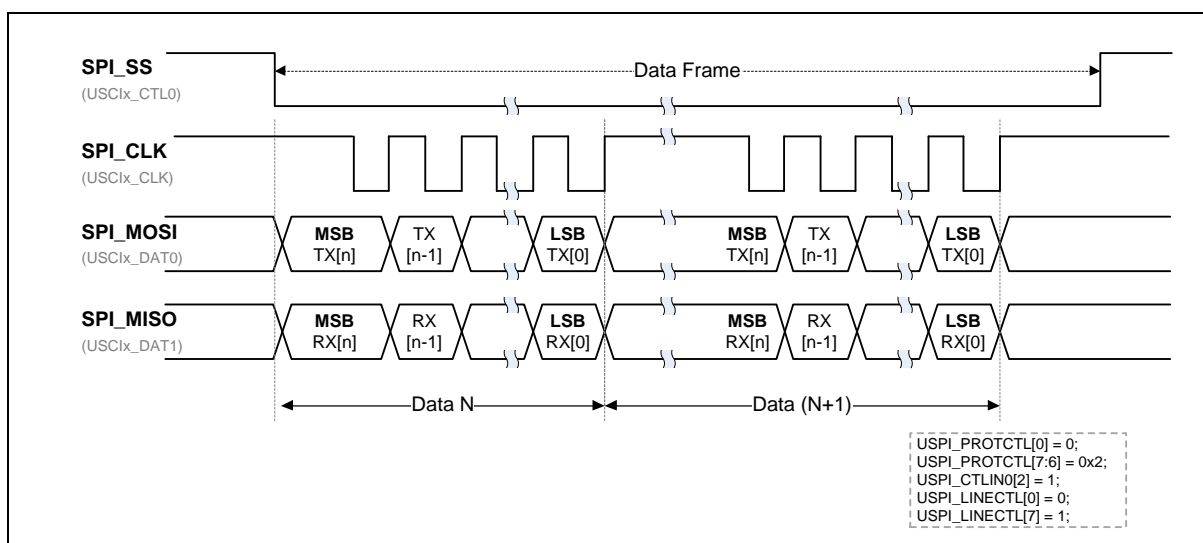 SPI_SS
(USCIx_CTL0)
Data Frame
SPI_CLK
(USCIx_CLK)
SPI_MOSI
(USCIx_DAT0)
MSB
TX[n]
TX
[n-1]
LSB
TX[0]
MSB
TX[n]
TX
[n-1]
LSB
TX[0]
SPI_MISO
(USCIx_DAT1)
MSB
RX[n]
RX
[n-1]
LSB
RX[0]
MSB
RX[n]
RX
[n-1]
LSB
RX[0]
Data N
Data (N+1)
USPI_PROTCTL[0] = 0;
USPI_PROTCTL[7:6] = 0x2;
USPI_CTLIN0[2] = 1;
USPI_LINECTL[0] = 0;
USPI_LINECTL[7] = 1;